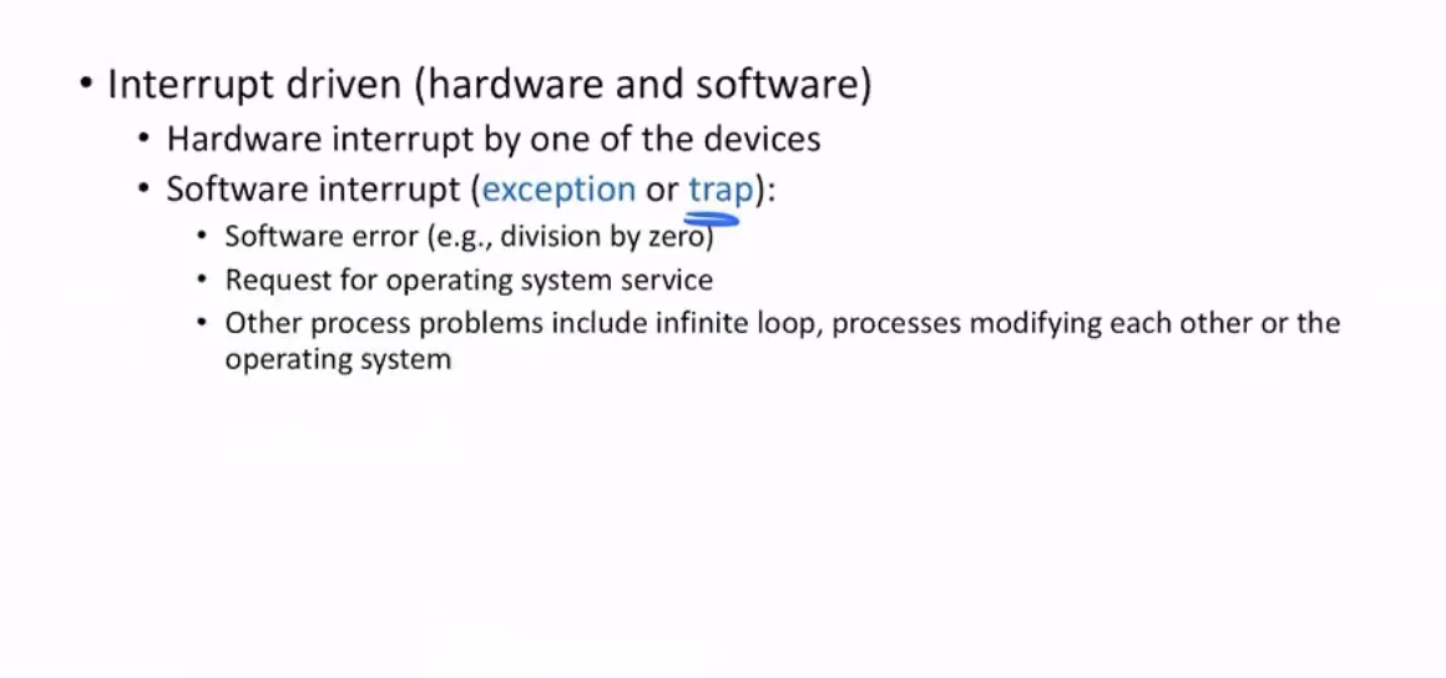 • Interrupt driven (hardware and software)
• Hardware interrupt by one of the devices
• Software interrupt (exception or trap):
• Software error (e.g., division by zero)
• Request for operating system service
• Other process problems include infinite loop, processes modifying each other or the
operating system